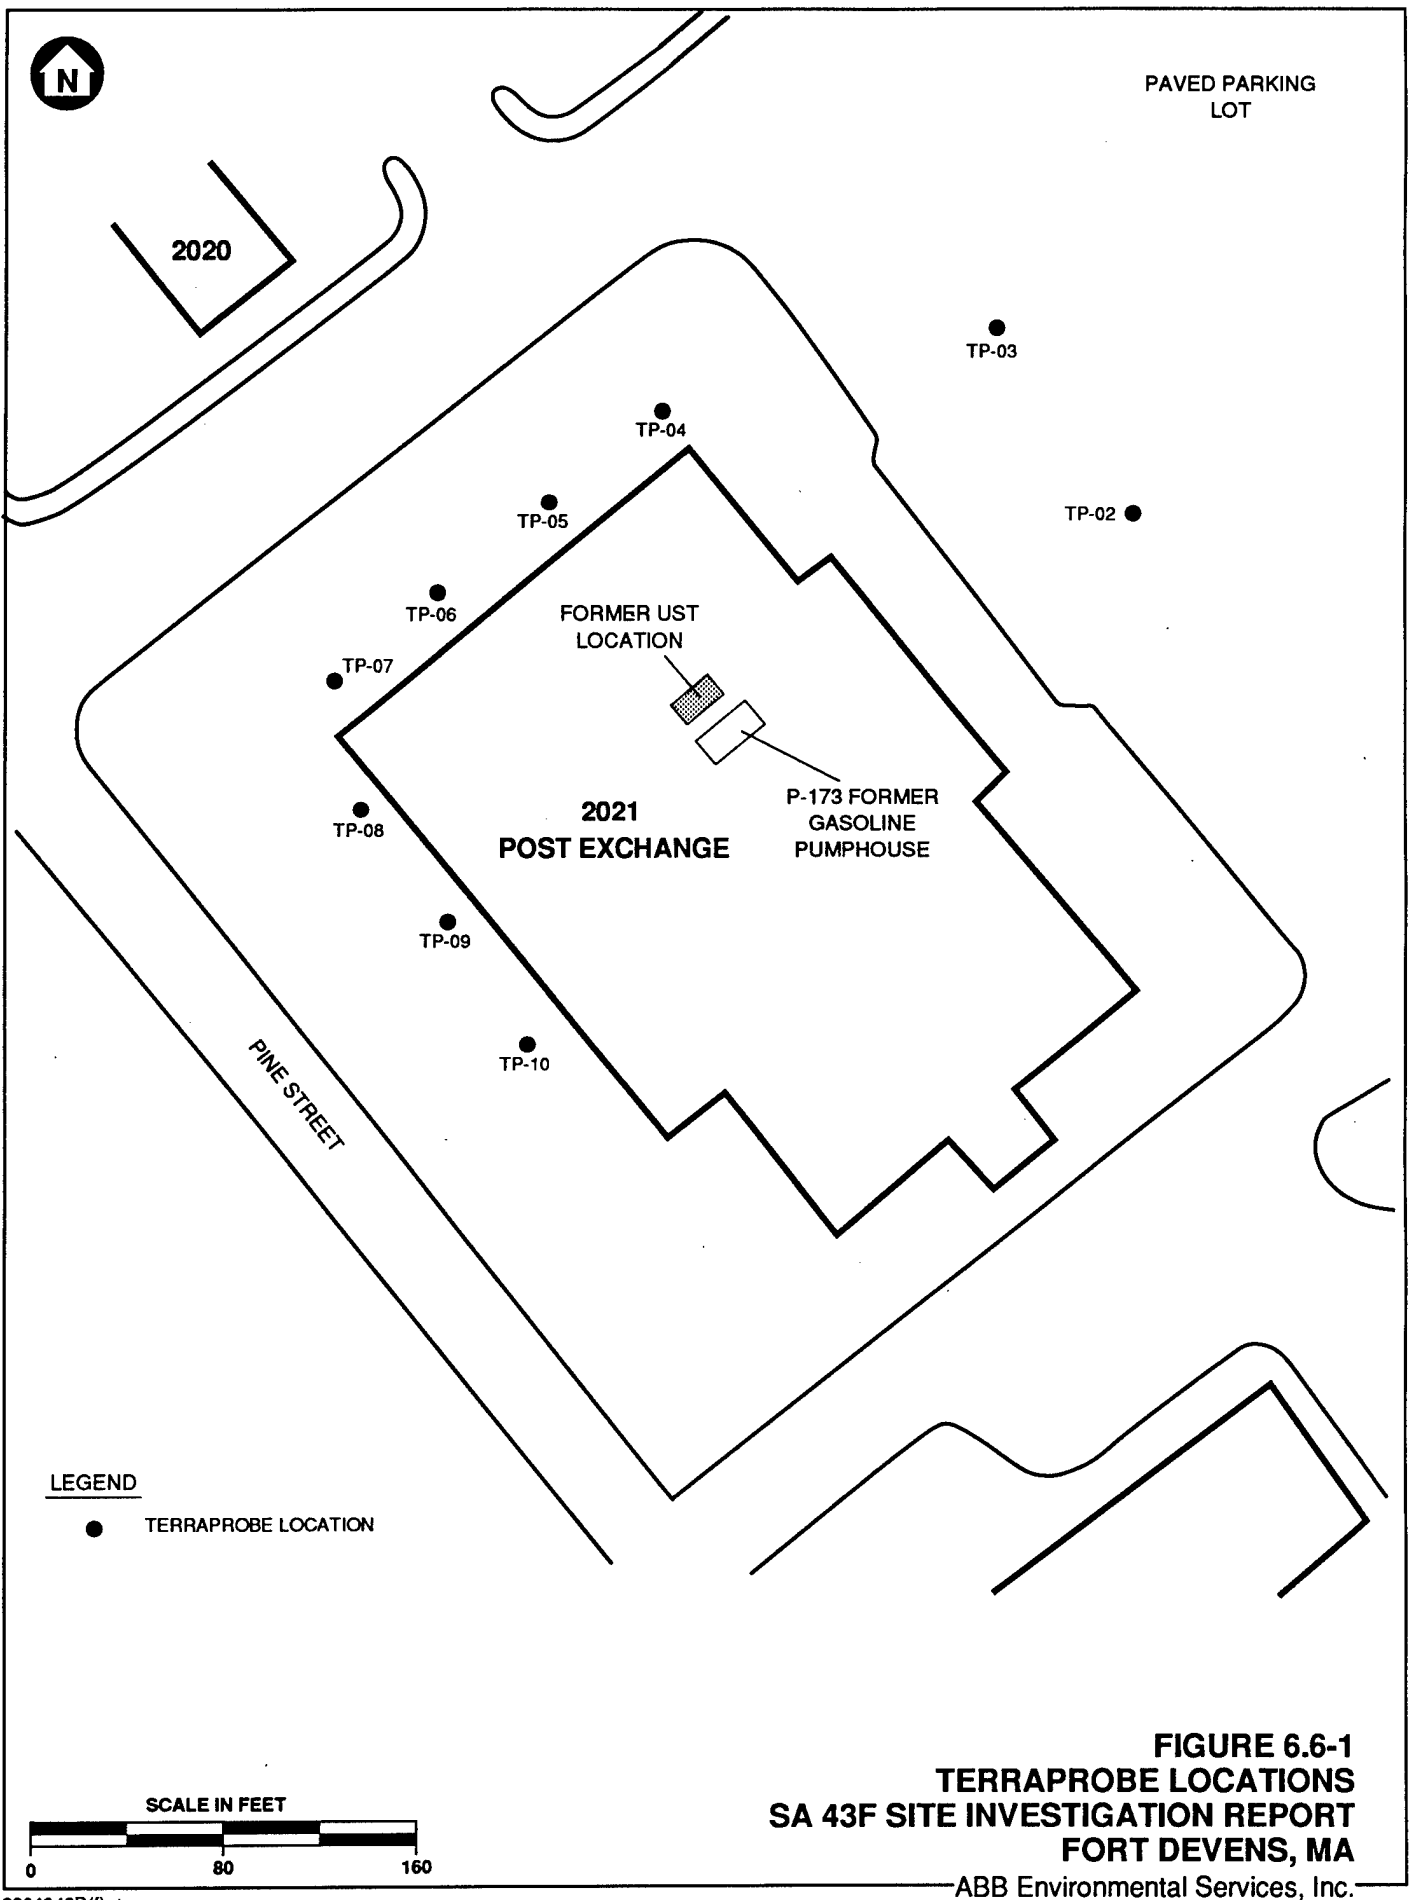 N
PAVED PARKING
LOT
2020
TP-03
TP-04
TP-02
TP-05
TP-06
FORMER UST
LOCATION
TP-07
2021
POST EXCHANGE
P-173 FORMER
GASOLINE
PUMPHOUSE
TP-08
TP-09
TP-10
PINE STREET
LEGEND
TERRAPROBE LOCATION
SCALE IN FEET
0 80 160
FIGURE 6.6-1
TERRAPROBE LOCATIONS
SA 43F SITE INVESTIGATION REPORT
FORT DEVENS, MA
ABB Environmental Services, Inc.